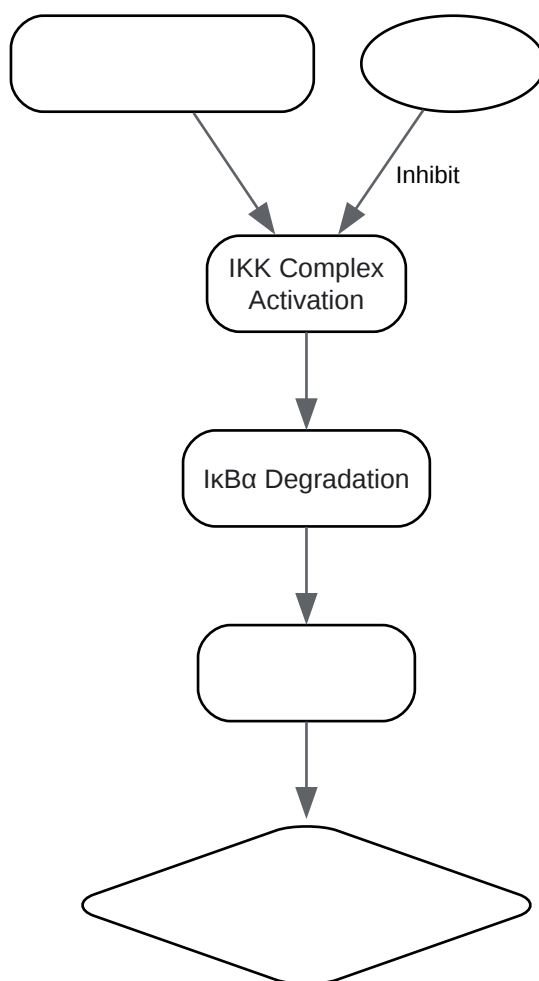 Inhibit
IKK Complex
Activation
IκBα Degradation